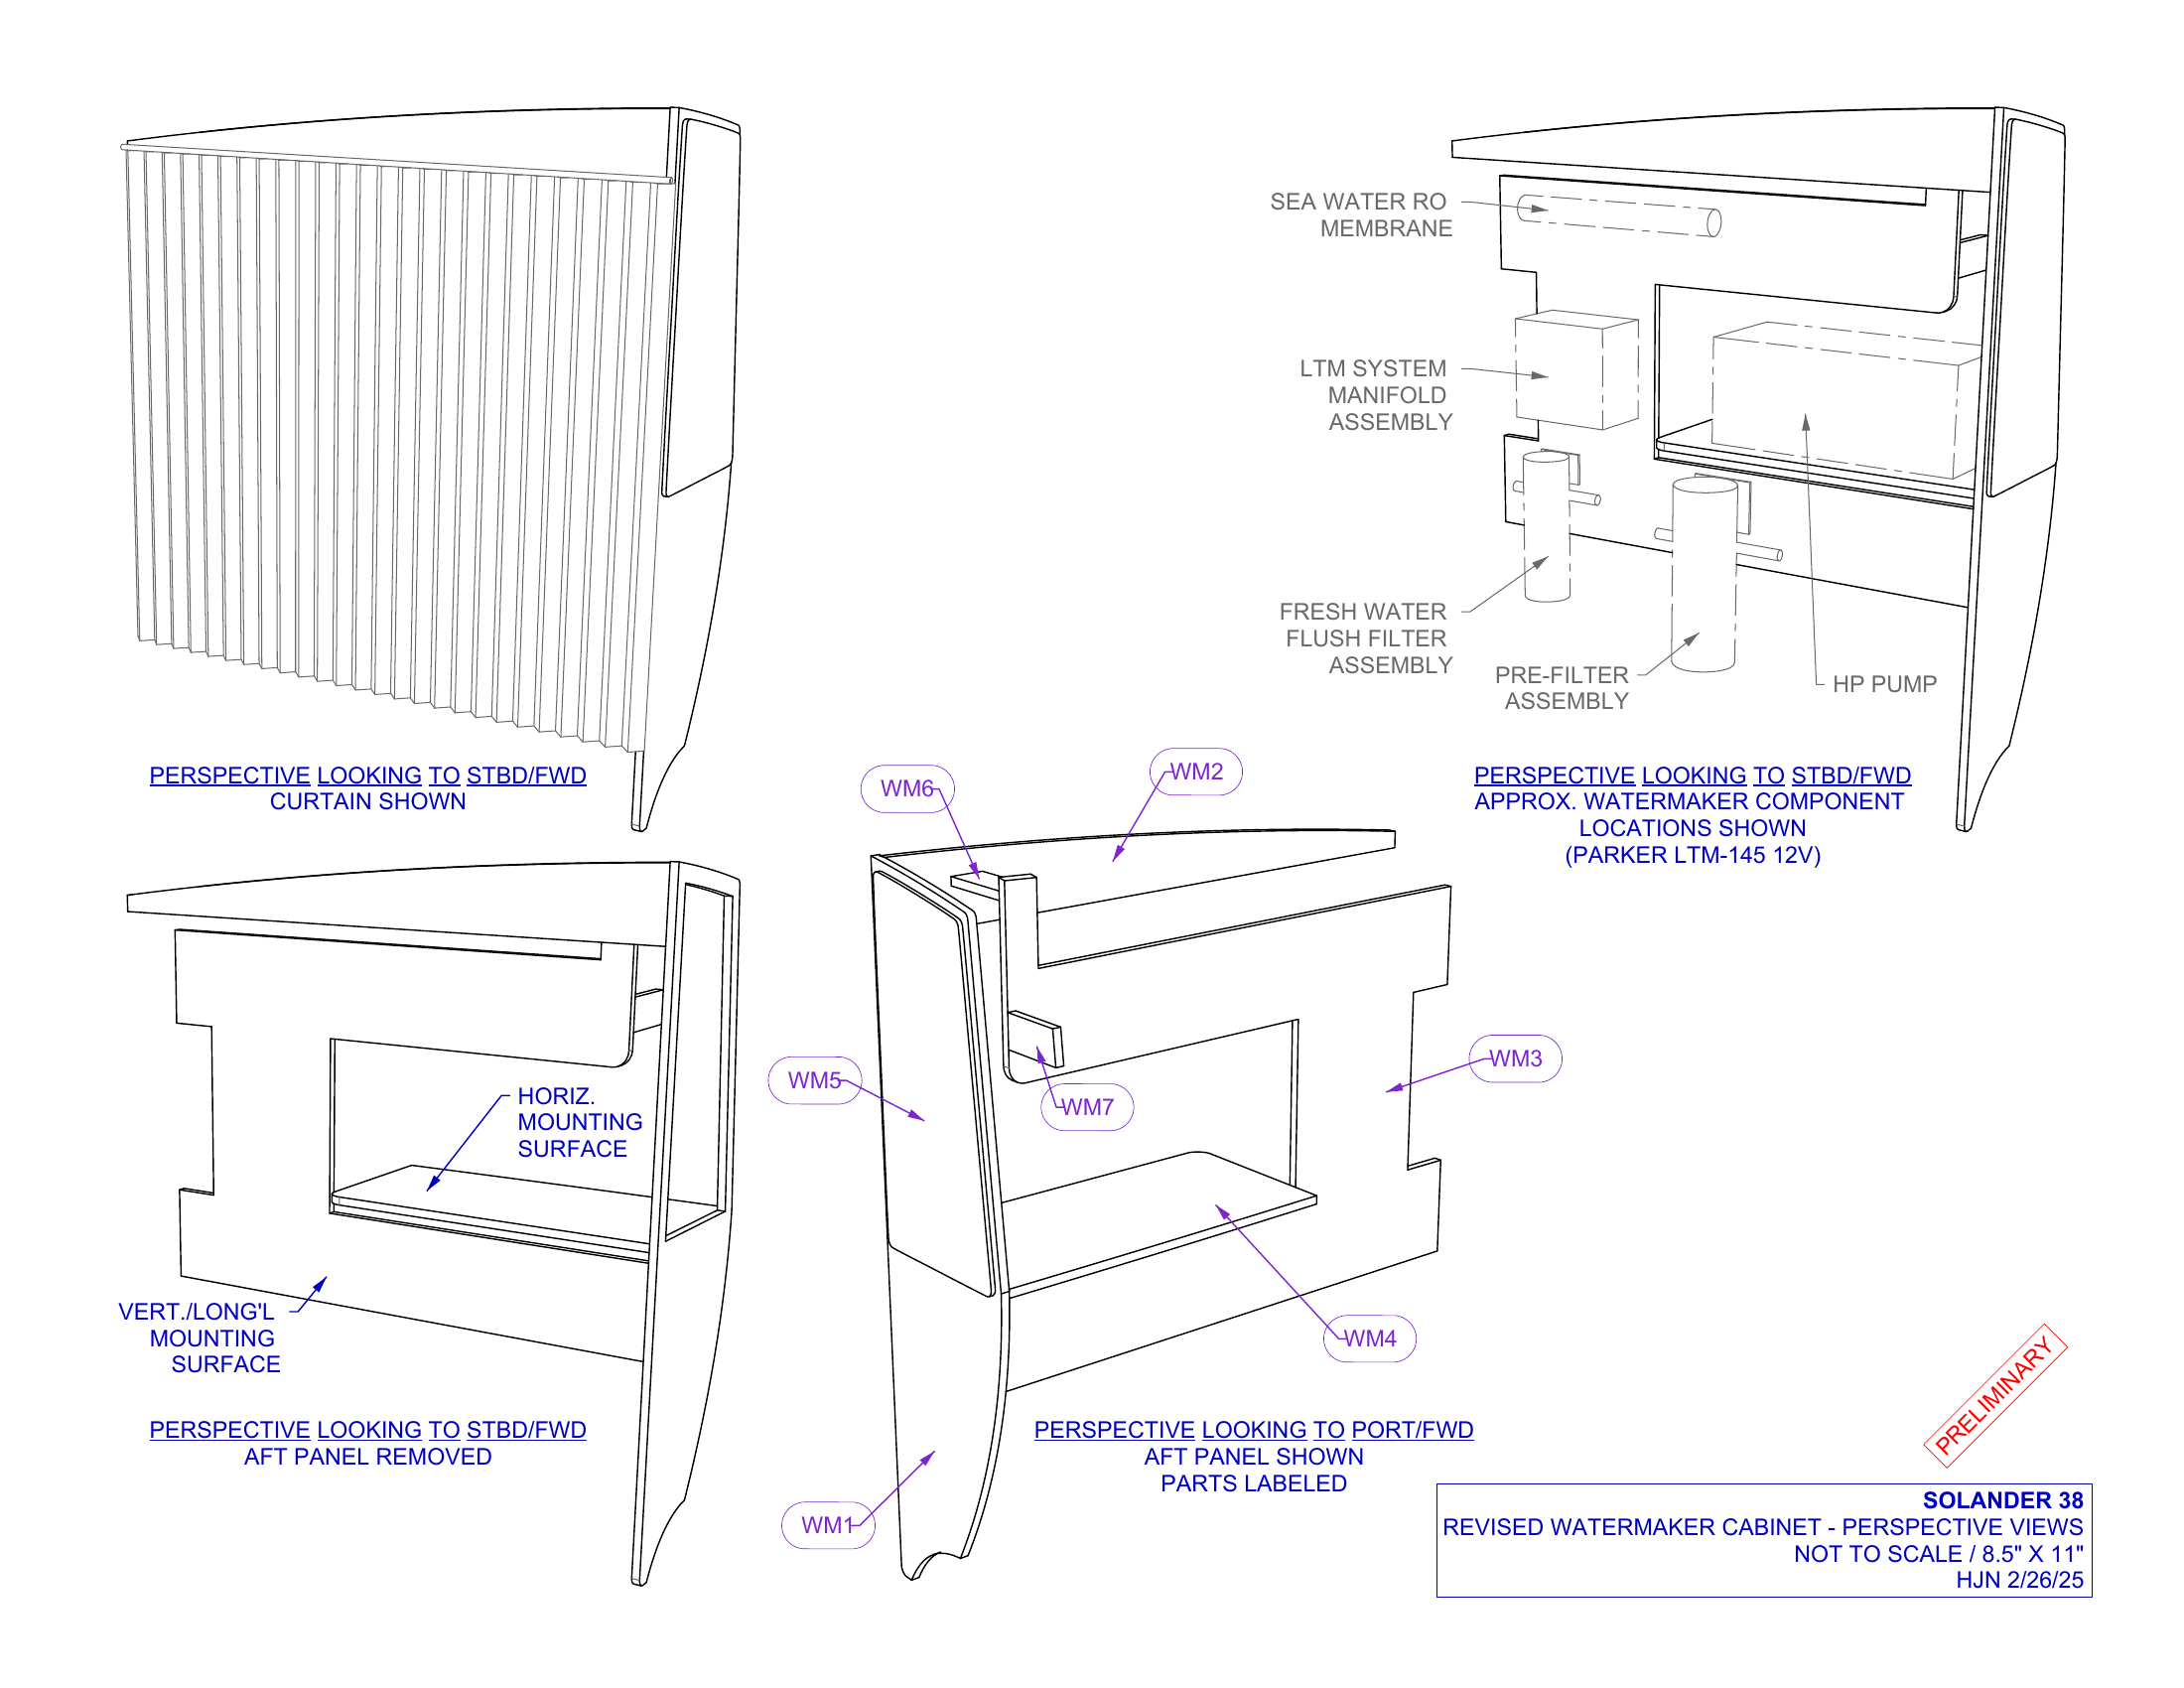 SEA WATER RO
MEMBRANE
LTM SYSTEM
MANIFOLD
ASSEMBLY
FRESH WATER
FLUSH FILTER
ASSEMBLY
PRE-FILTER
ASSEMBLY
HP PUMP
PERSPECTIVE LOOKING TO STBD/FWD
CURTAIN SHOWN
PERSPECTIVE LOOKING TO STBD/FWD
APPROX. WATERMAKER COMPONENT
LOCATIONS SHOWN
(PARKER LTM-145 12V)
HORIZ.
MOUNTING
SURFACE
VERT./LONG'L
MOUNTING
SURFACE
PERSPECTIVE LOOKING TO STBD/FWD
AFT PANEL REMOVED
WM6
WM2
WM5
WM7
WM3
WM4
WM1
PERSPECTIVE LOOKING TO PORT/FWD
AFT PANEL SHOWN
PARTS LABELED
PRELIMINARY
SOLANDER 38
REVISED WATERMAKER CABINET - PERSPECTIVE VIEWS
NOT TO SCALE / 8.5" X 11"
HJN 2/26/25